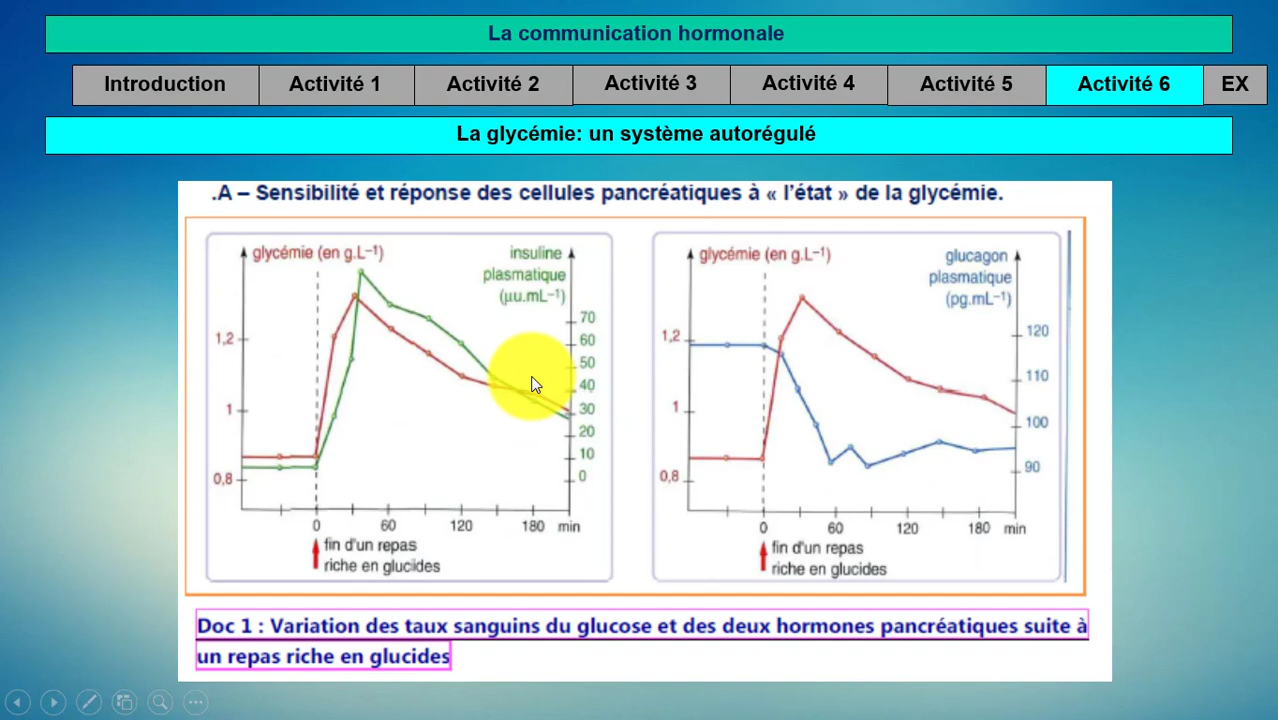 La communication hormonale
Introduction
Activité 1
Activité 2
Activité 3
Activité 4
Activité 5
Activité 6
EX
La glycémie: un système autorégulé
.A – Sensibilité et réponse des cellules pancréatiques à « l'état » de la glycémie.
glycémie (en g.L⁻¹)
insuline
plasmatique
(µu.mL⁻¹)
1,2
1
0,8
70
60
50
40
30
20
10
0
0 60 120 180 min
fin d'un repas
riche en glucides
glycémie (en g.L⁻¹)
glucagon
plasmatique
(pg.mL⁻¹)
1,2
1
0,8
120
110
100
90
0 60 120 180 min
fin d'un repas
riche en glucides
Doc 1 : Variation des taux sanguins du glucose et des deux hormones pancréatiques suite à
un repas riche en glucides